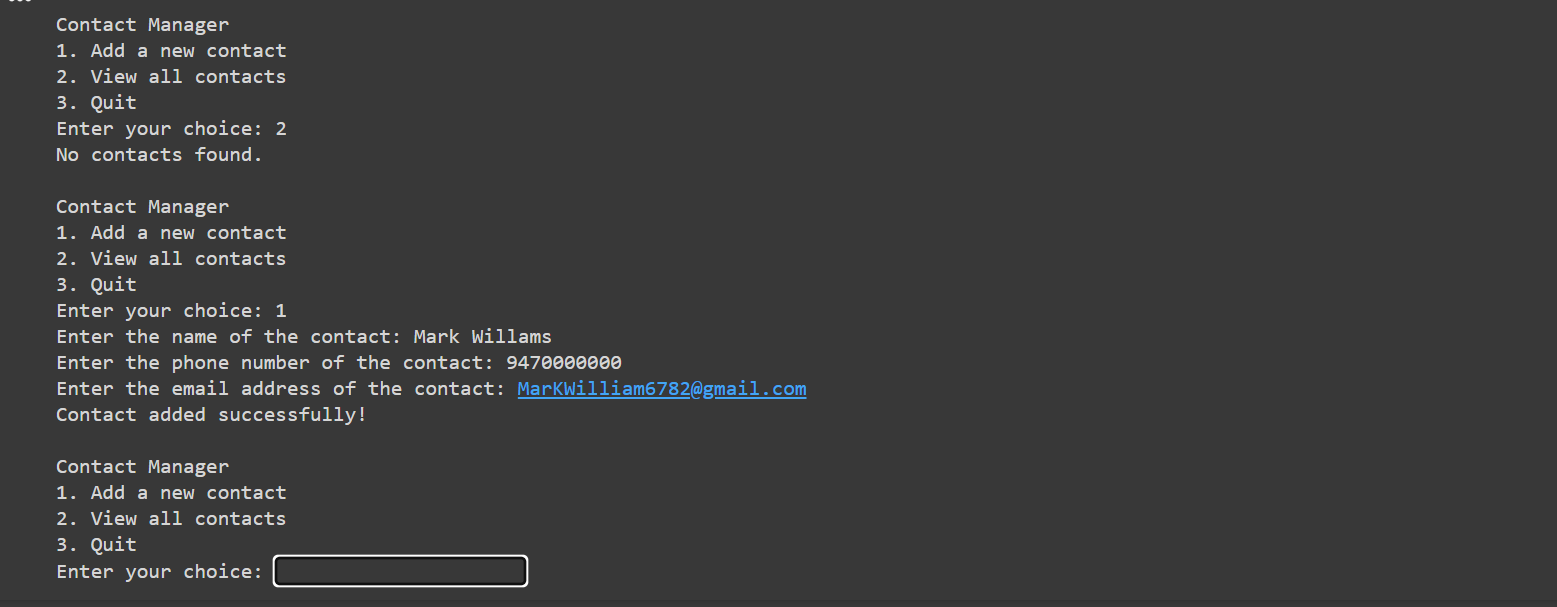 Contact Manager
1. Add a new contact
2. View all contacts
3. Quit
Enter your choice: 2
No contacts found.
Contact Manager
1. Add a new contact
2. View all contacts
3. Quit
Enter your choice: 1
Enter the name of the contact: Mark Willams
Enter the phone number of the contact: 9470000000
Enter the email address of the contact: MarKWilliam6782@gmail.com
Contact added successfully!
Contact Manager
1. Add a new contact
2. View all contacts
3. Quit
Enter your choice: